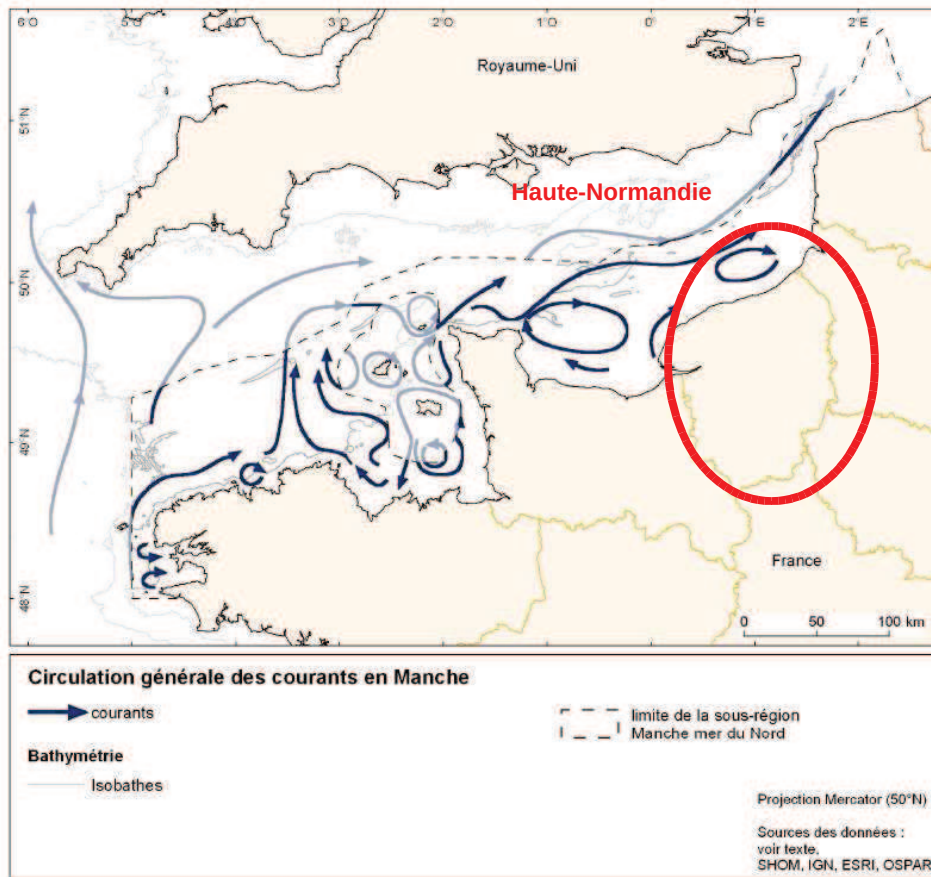 6°O 5°O 4°O 3°O 2°O 1°O 0° 1°E 2°E
Royaume-Uni
51°N
Haute-Normandie
50°N
49°N
France
48°N
0 50 100 km
Circulation générale des courants en Manche
courants
limite de la sous-région
Manche mer du Nord
Bathymétrie
Isobathes
Projection Mercator (50°N)
Sources des données :
voir texte,
SHOM, IGN, ESRI, OSPAR